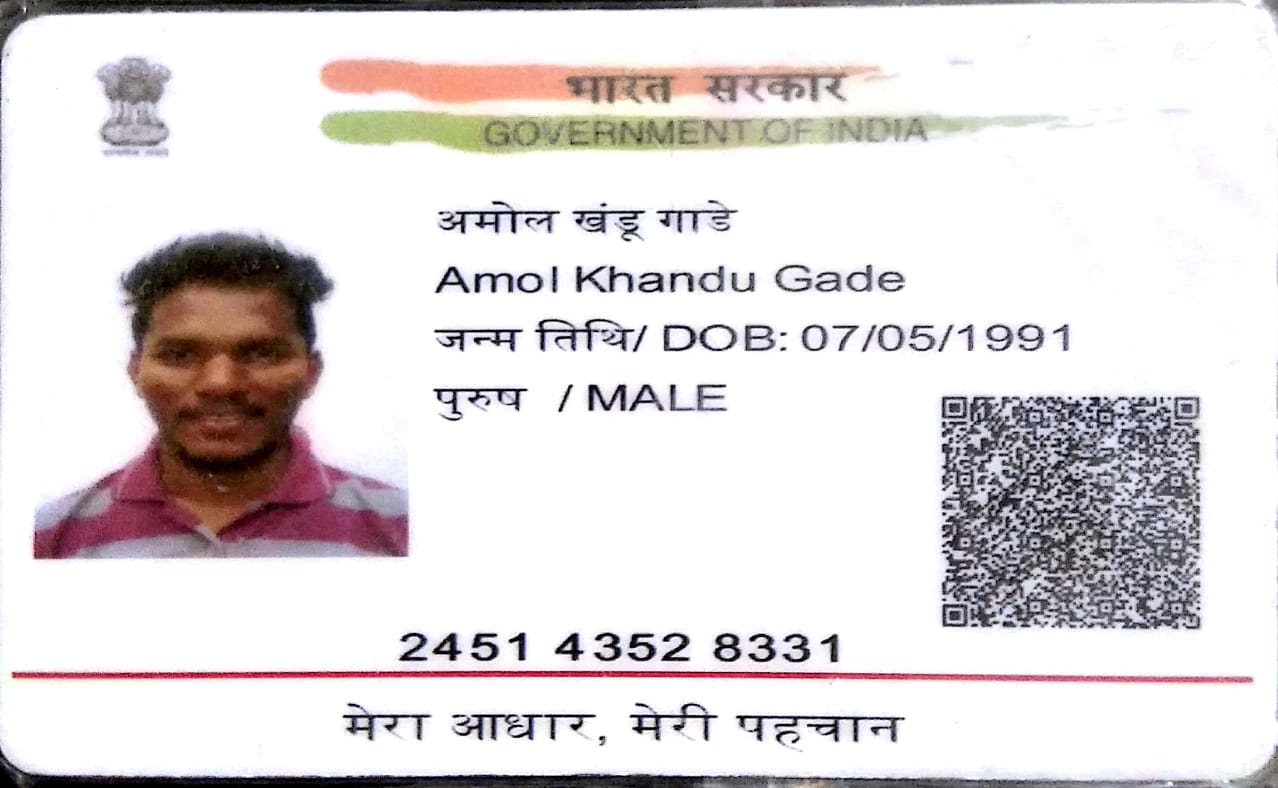 भारत सरकार
GOVERNMENT OF INDIA
अमोल खंडू गाडे
Amol Khandu Gade
जन्म तिथि/ DOB: 07/05/1991
पुरुष / MALE
2451 4352 8331
मेरा आधार, मेरी पहचान